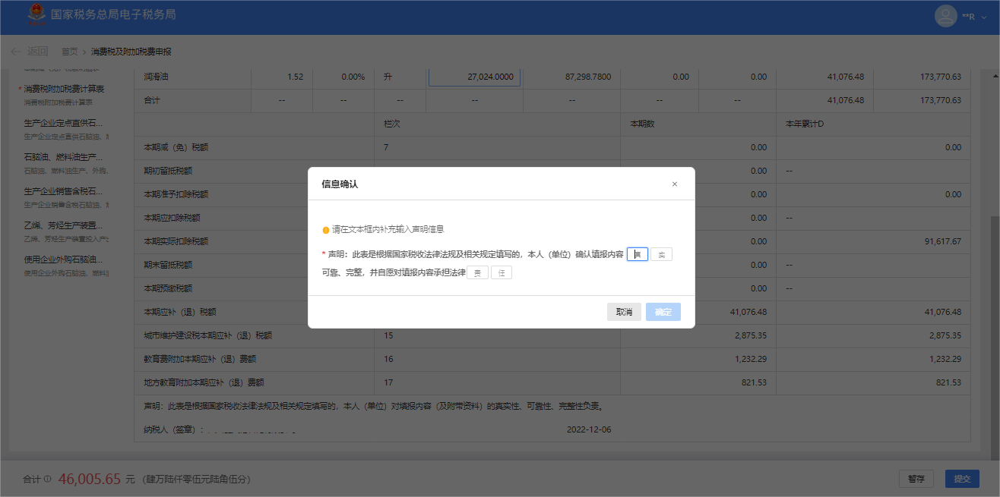 国家税务总局电子税务局
**R
返回 首页 > 消费税及附加税费申报
* 消费税附加税费计算表
消费税附加税费计算表
生产企业定点直供石...
生产企业定点直供石脑油、
石脑油、燃料油生产...
石脑油、燃料油生产、外购、
生产企业销售含税石...
生产企业销售含税石脑油、
乙烯、芳烃生产装置...
乙烯、芳烃生产装置投入产
使用企业外购石脑油...
使用企业外购石脑油、燃料
润滑油 1.52 0.00% 升 27,024.0000 87,298.7800 0.00 0.00 41,076.48 173,770.63
合计 -- -- -- -- -- -- -- 41,076.48 173,770.63
栏次 本期数 本年累计D
本期减（免）税额 7 0.00 0.00
期初留抵税额 0.00 --
本期准予扣除税额 0.00 0.00
本期应扣除税额 0.00 --
本期实际扣除税额 0.00 91,617.67
期末留抵税额 0.00 --
本期预缴税额 0.00 --
本期应补（退）税额 41,076.48 41,076.48
城市维护建设税本期应补（退）税额 15 2,875.35 2,875.35
教育费附加本期应补（退）费额 16 1,232.29 1,232.29
地方教育附加本期应补（退）费额 17 821.53 821.53
声明：此表是根据国家税收法律法规及相关规定填写的，本人（单位）对填报内容（及附带资料）的真实性、可靠性、完整性负责。
纳税人（签章）： 2022-12-06
信息确认 ×
请在文本框内补充输入声明信息
* 声明：此表是根据国家税收法律法规及相关规定填写的，本人（单位）确认填报内容 真 实
可靠、完整，并自愿对填报内容承担法律 责 任
取消 确定
合计 46,005.65 元 （肆万陆仟零伍元陆角伍分）
暂存 提交